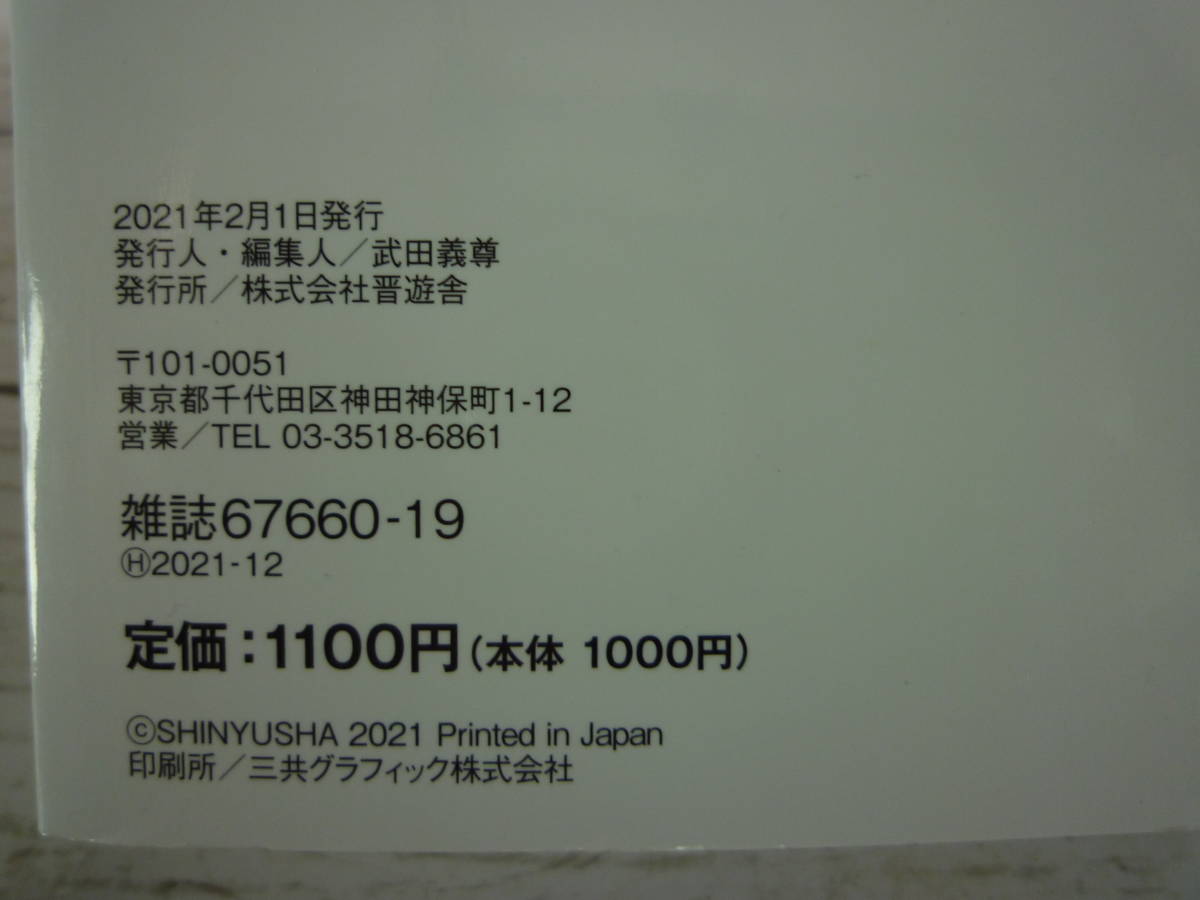 2021年2月1日発行
発行人・編集人／武田義尊
発行所／株式会社晋遊舎
〒101-0051
東京都千代田区神田神保町1-12
営業／TEL 03-3518-6861
雑誌67660-19
Ⓗ2021-12
定価：1100円（本体 1000円）
©SHINYUSHA 2021 Printed in Japan
印刷所／三共グラフィック株式会社